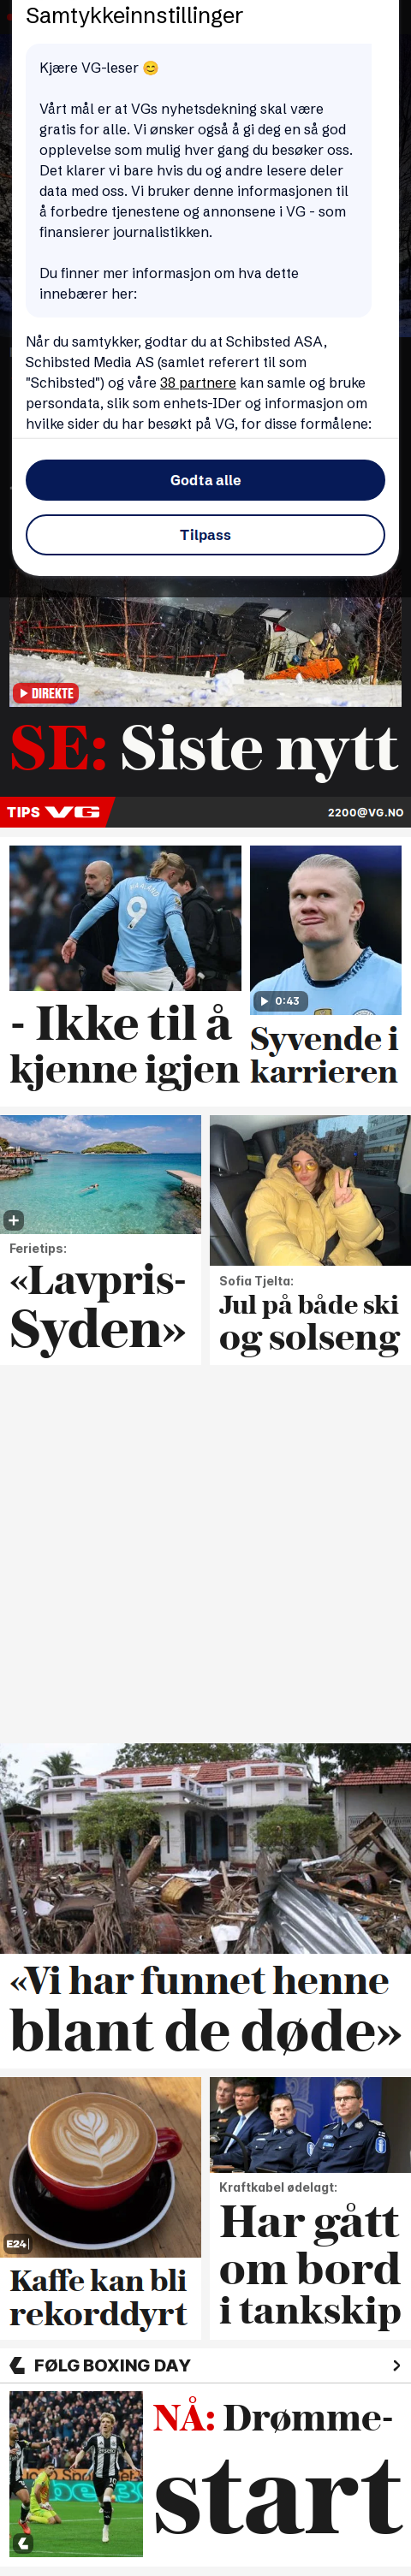 Samtykkeinnstillinger
Kjære VG-leser 😊
Vårt mål er at VGs nyhetsdekning skal være
gratis for alle. Vi ønsker også å gi deg en så god
opplevelse som mulig hver gang du besøker oss.
Det klarer vi bare hvis du og andre lesere deler
data med oss. Vi bruker denne informasjonen til
å forbedre tjenestene og annonsene i VG - som
finansierer journalistikken.
Du finner mer informasjon om hva dette
innebærer her:
Når du samtykker, godtar du at Schibsted ASA,
Schibsted Media AS (samlet referert til som
"Schibsted") og våre 38 partnere kan samle og bruke
persondata, slik som enhets-IDer og informasjon om
hvilke sider du har besøkt på VG, for disse formålene:
Godta alle
Tilpass
DIREKTE
SE: Siste nytt
TIPS VG
2200@VG.NO
HAALAND
9
0:43
- Ikke til å
kjenne igjen
Syvende i
karrieren
Ferietips:
«Lavpris-
Syden»
Sofia Tjelta:
Jul på både ski
og solseng
«Vi har funnet henne
blant de døde»
E24
Kaffe kan bli
rekorddyrt
Kraftkabel ødelagt:
Har gått
om bord
i tankskip
FØLG BOXING DAY
NÅ: Drømme-
start